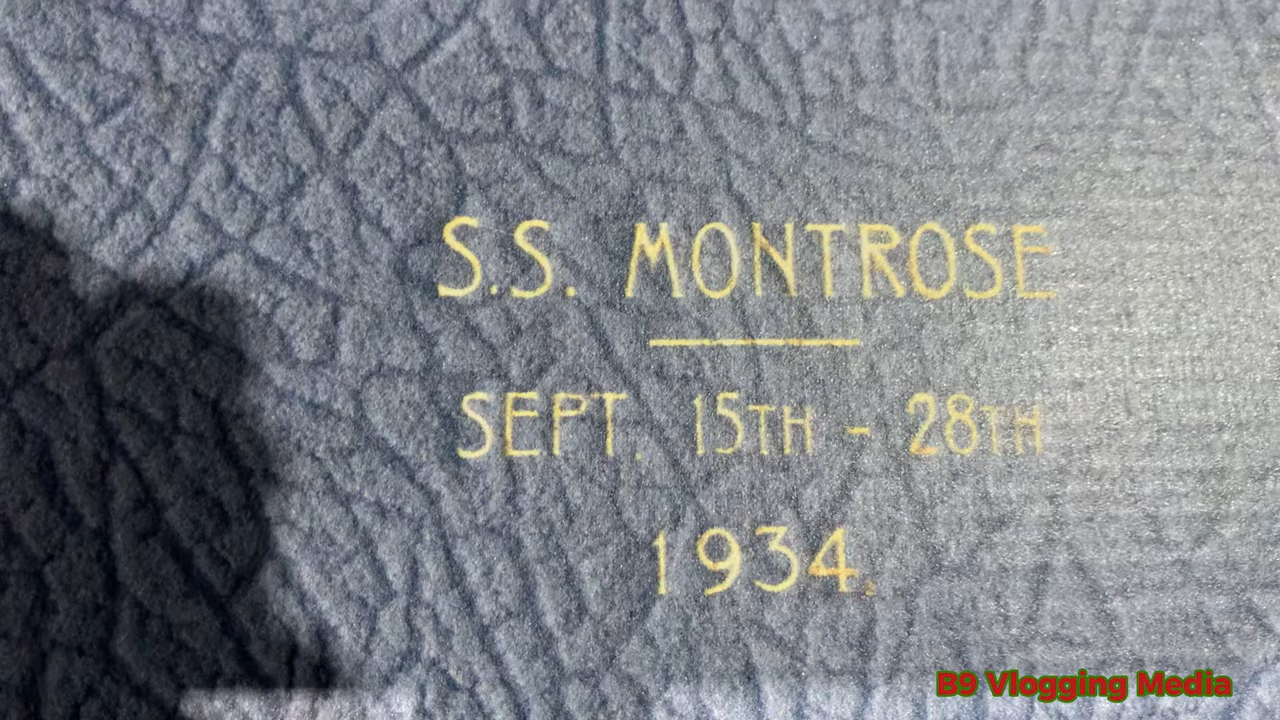 S.S. MONTROSE
SEPT. 15TH - 28TH
1934.
B9 Vlogging Media